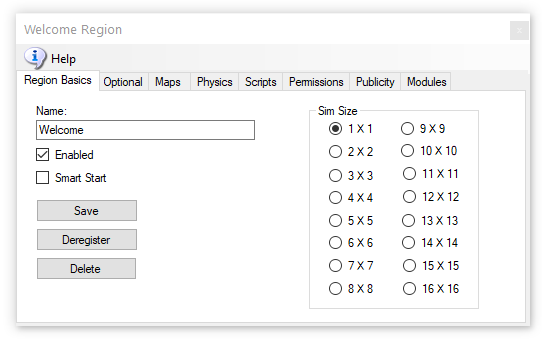 Welcome Region
Help
Region Basics Optional Maps Physics Scripts Permissions Publicity Modules
Name:
Welcome
Enabled
Smart Start
Save
Deregister
Delete
Sim Size
1 X 1 9 X 9
2 X 2 10 X 10
3 X 3 11 X 11
4 X 4 12 X 12
5 X 5 13 X 13
6 X 6 14 X 14
7 X 7 15 X 15
8 X 8 16 X 16